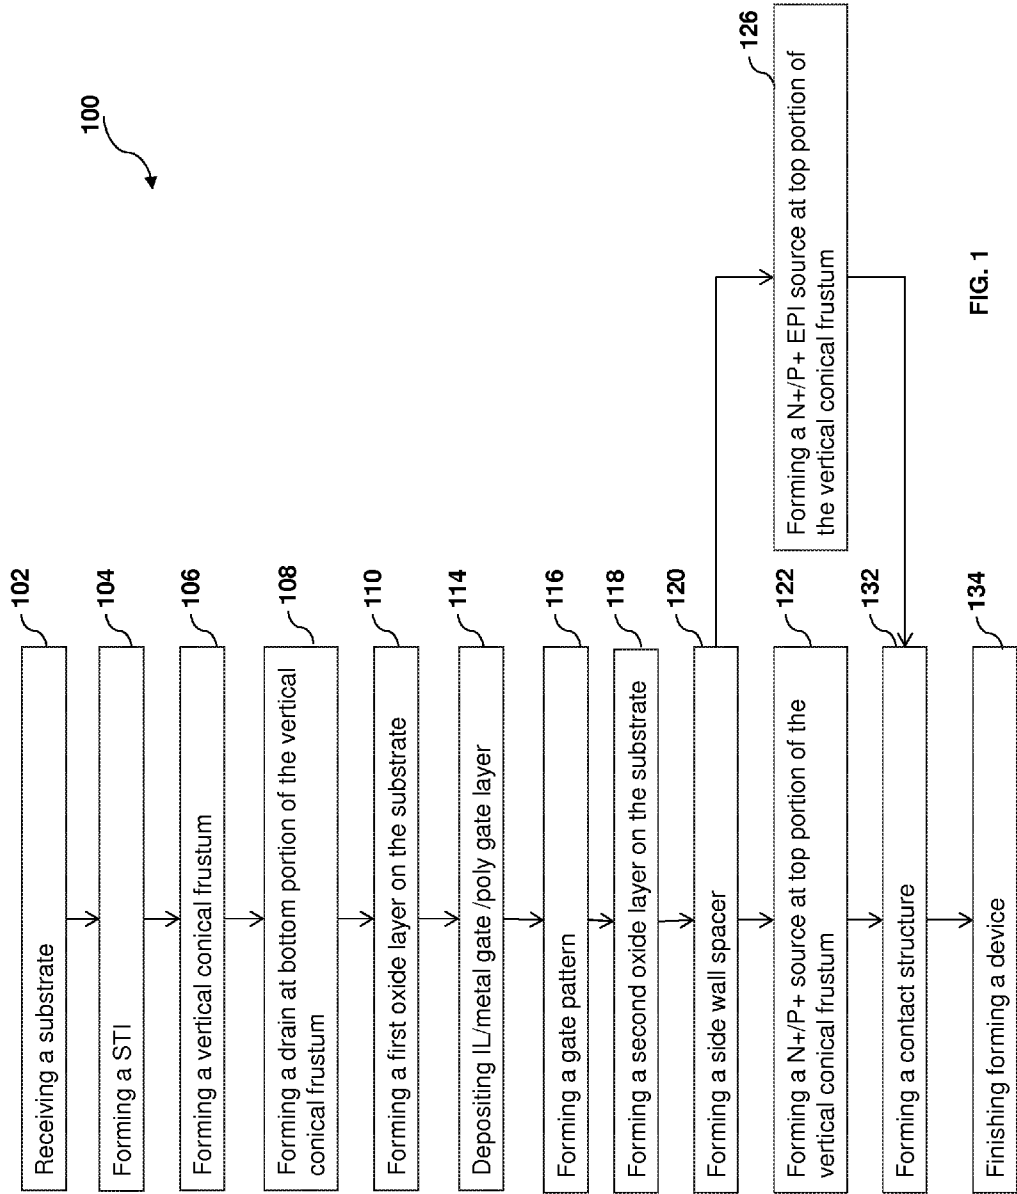 100
102
Receiving a substrate
104
Forming a STI
106
Forming a vertical conical frustum
108
Forming a drain at bottom portion of the vertical
conical frustum
110
Forming a first oxide layer on the substrate
114
Depositing IL/metal gate /poly gate layer
116
Forming a gate pattern
118
Forming a second oxide layer on the substrate
120
Forming a side wall spacer
122
Forming a N+/P+ source at top portion of the
vertical conical frustum
126
Forming a N+/P+ EPI source at top portion of
the vertical conical frustum
132
Forming a contact structure
134
Finishing forming a device
FIG. 1